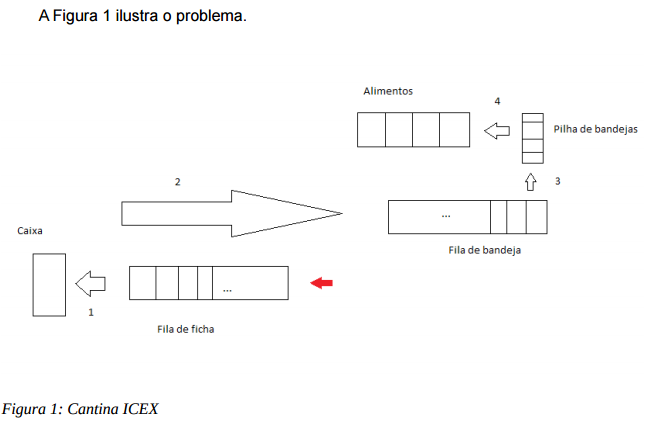 A Figura 1 ilustra o problema.
Alimentos
4
Pilha de bandejas
2
3
...
Caixa
Fila de bandeja
...
1
Fila de ficha
Figura 1: Cantina ICEX